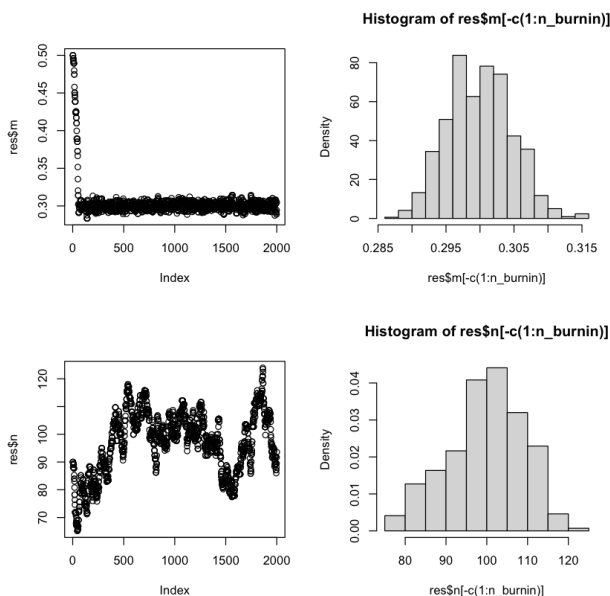 Histogram of res$m[-c(1:n_burnin)]
res$m
0.30 0.35 0.40 0.45 0.50
0 500 1000 1500 2000
Index
Density
0 20 40 60 80
0.285 0.295 0.305 0.315
res$m[-c(1:n_burnin)]
Histogram of res$n[-c(1:n_burnin)]
res$n
70 80 90 100 120
0 500 1000 1500 2000
Index
Density
0.00 0.01 0.02 0.03 0.04
80 90 100 110 120
res$n[-c(1:n_burnin)]